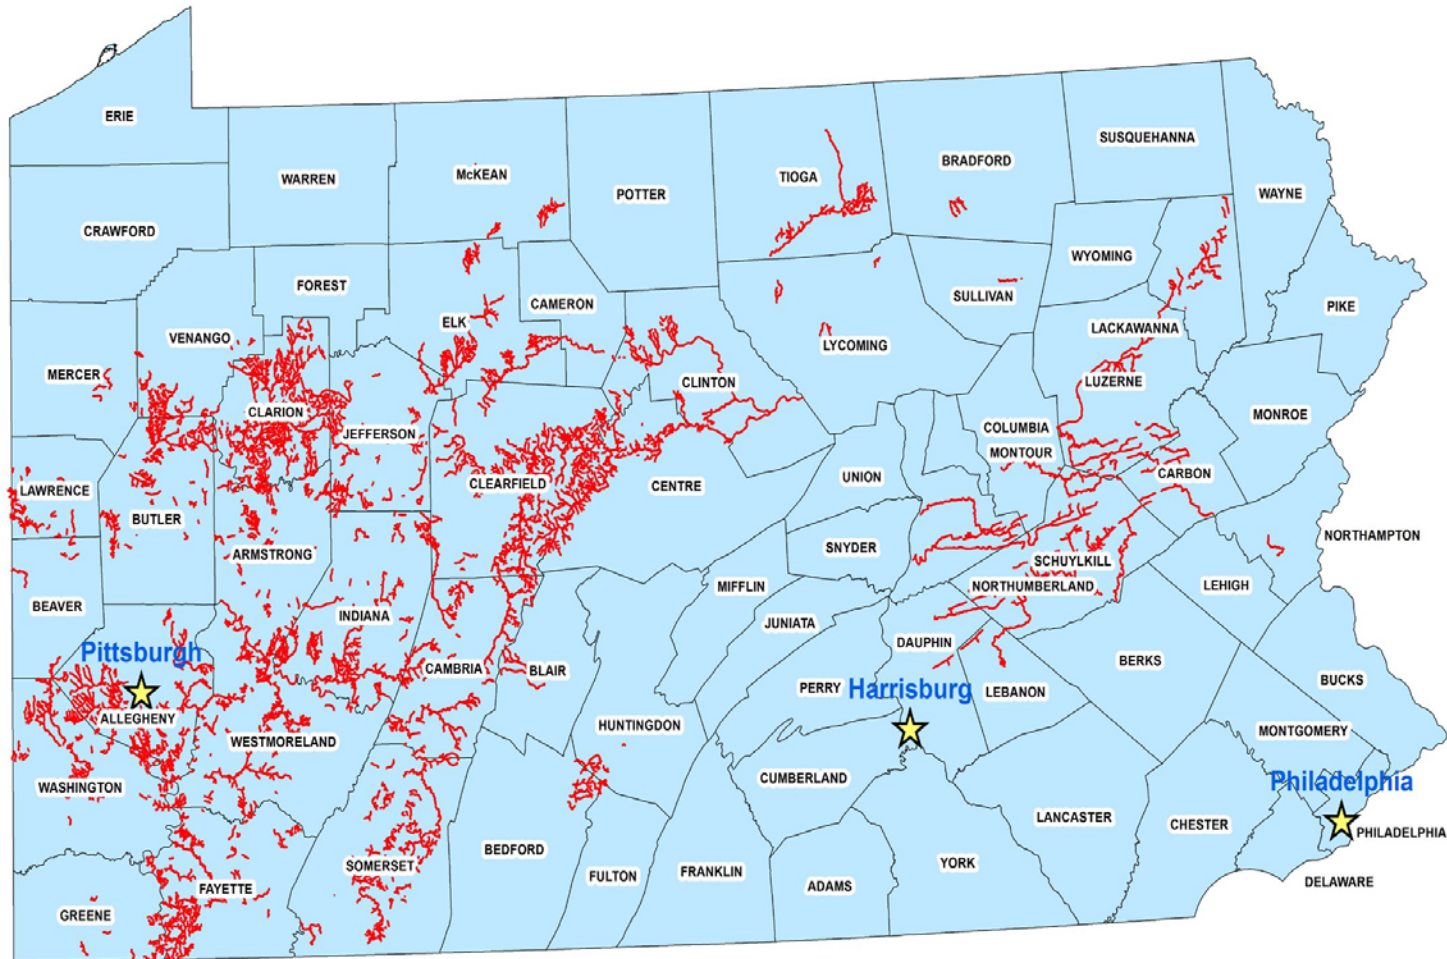 ERIE
SUSQUEHANNA
BRADFORD
McKEAN
WARREN
TIOGA
POTTER
WAYNE
CRAWFORD
WYOMING
FOREST
SULLIVAN
CAMERON
PIKE
ELK
LACKAWANNA
VENANGO
LYCOMING
MERCER
CLINTON
LUZERNE
CLARION
MONROE
JEFFERSON
COLUMBIA
MONTOUR
CARBON
UNION
CLEARFIELD
CENTRE
LAWRENCE
BUTLER
NORTHAMPTON
SNYDER
ARMSTRONG
SCHUYLKILL
MIFFLIN
NORTHUMBERLAND
LEHIGH
BEAVER
INDIANA
JUNIATA
DAUPHIN
Pittsburgh
BERKS
CAMBRIA
BLAIR
BUCKS
PERRY
Harrisburg
LEBANON
ALLEGHENY
HUNTINGDON
MONTGOMERY
WESTMORELAND
CUMBERLAND
Philadelphia
WASHINGTON
LANCASTER
CHESTER
PHILADELPHIA
BEDFORD
SOMERSET
YORK
FULTON
FRANKLIN
DELAWARE
ADAMS
FAYETTE
GREENE